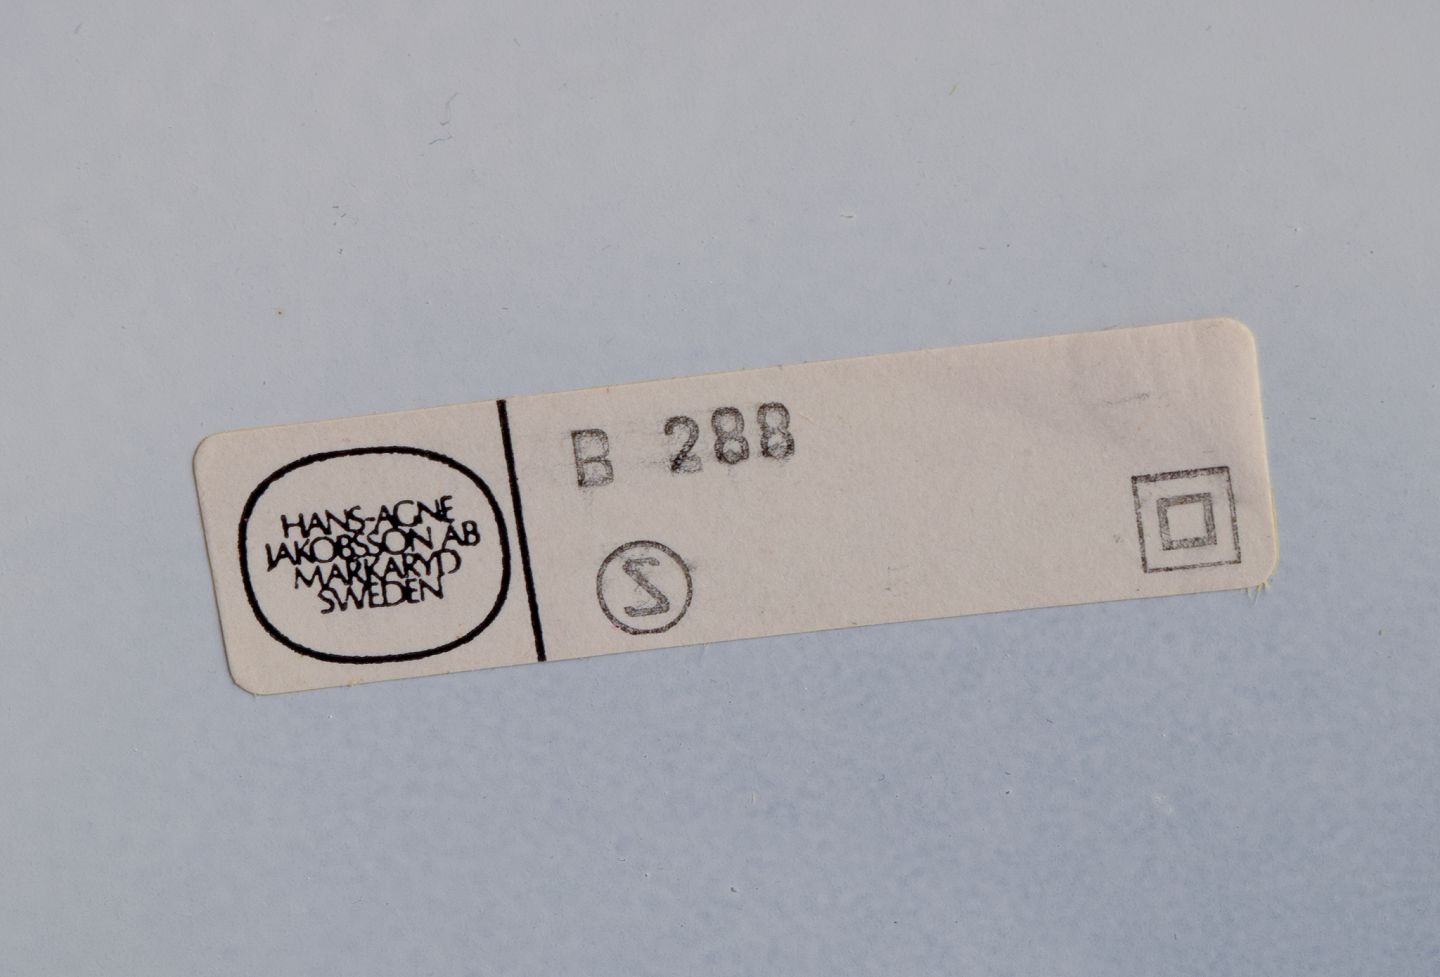 HANS-AGNE
JAKOBSSON AB
MARKARYD
SWEDEN
B 288
S